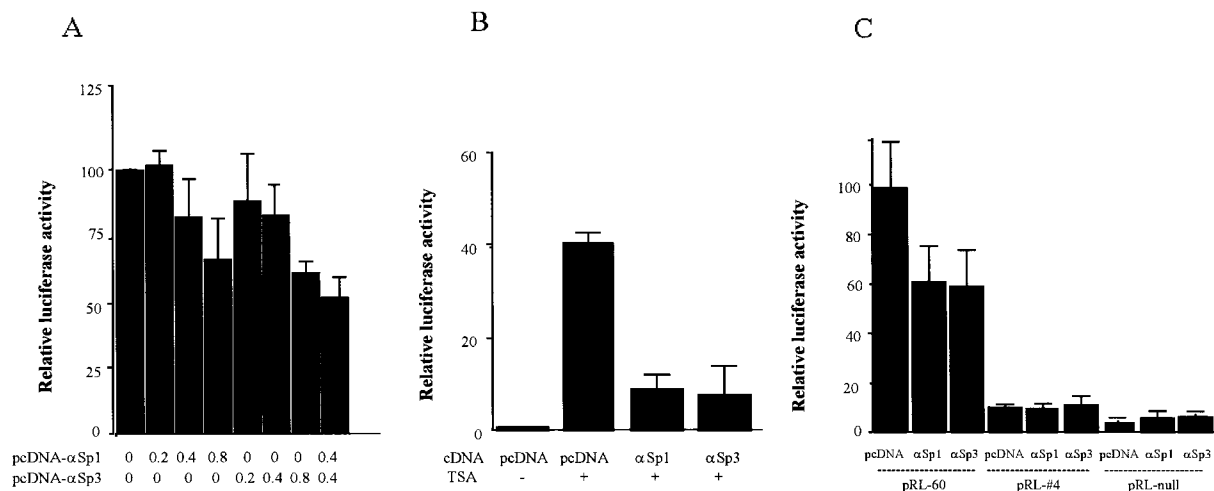 A
B
C
Relative luciferase activity
125
100
75
50
25
0
pcDNA-αSp1 0 0.2 0.4 0.8 0 0 0 0.4
pcDNA-αSp3 0 0 0 0 0.2 0.4 0.8 0.4
Relative luciferase activity
60
40
20
0
cDNA pcDNA pcDNA αSp1 αSp3
TSA - + + +
Relative luciferase activity
100
80
60
40
20
0
pcDNA αSp1 αSp3 pcDNA αSp1 αSp3 pcDNA αSp1 αSp3
pRL-60 pRL-#4 pRL-null